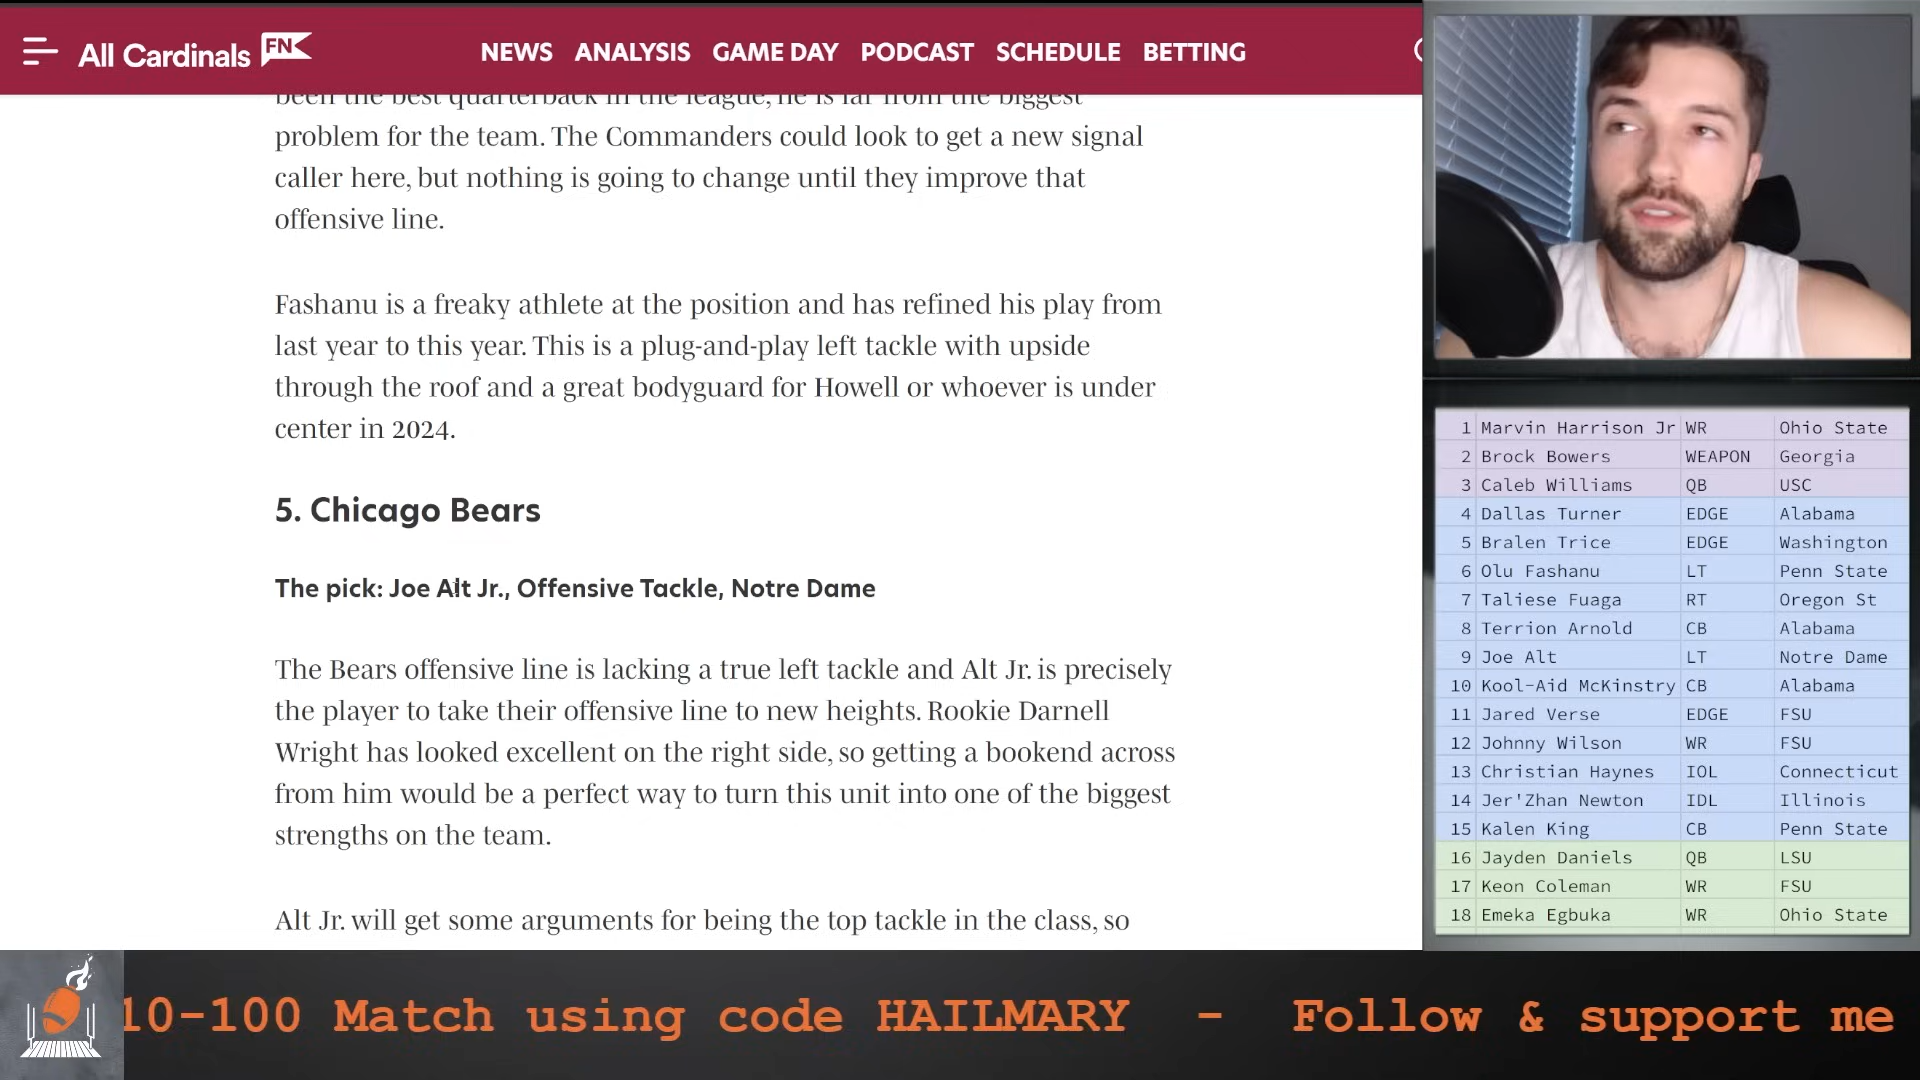 All Cardinals FN
NEWS ANALYSIS GAME DAY PODCAST SCHEDULE BETTING
been the best quarterback in the league, he is far from the biggest
problem for the team. The Commanders could look to get a new signal
caller here, but nothing is going to change until they improve that
offensive line.
Fashanu is a freaky athlete at the position and has refined his play from
last year to this year. This is a plug-and-play left tackle with upside
through the roof and a great bodyguard for Howell or whoever is under
center in 2024.
5. Chicago Bears
The pick: Joe Alt Jr., Offensive Tackle, Notre Dame
The Bears offensive line is lacking a true left tackle and Alt Jr. is precisely
the player to take their offensive line to new heights. Rookie Darnell
Wright has looked excellent on the right side, so getting a bookend across
from him would be a perfect way to turn this unit into one of the biggest
strengths on the team.
Alt Jr. will get some arguments for being the top tackle in the class, so
1 Marvin Harrison Jr WR Ohio State
2 Brock Bowers WEAPON Georgia
3 Caleb Williams QB USC
4 Dallas Turner EDGE Alabama
5 Bralen Trice EDGE Washington
6 Olu Fashanu LT Penn State
7 Taliese Fuaga RT Oregon St
8 Terrion Arnold CB Alabama
9 Joe Alt LT Notre Dame
10 Kool-Aid McKinstry CB Alabama
11 Jared Verse EDGE FSU
12 Johnny Wilson WR FSU
13 Christian Haynes IOL Connecticut
14 Jer'Zhan Newton IDL Illinois
15 Kalen King CB Penn State
16 Jayden Daniels QB LSU
17 Keon Coleman WR FSU
18 Emeka Egbuka WR Ohio State
10-100 Match using code HAILMARY - Follow & support me